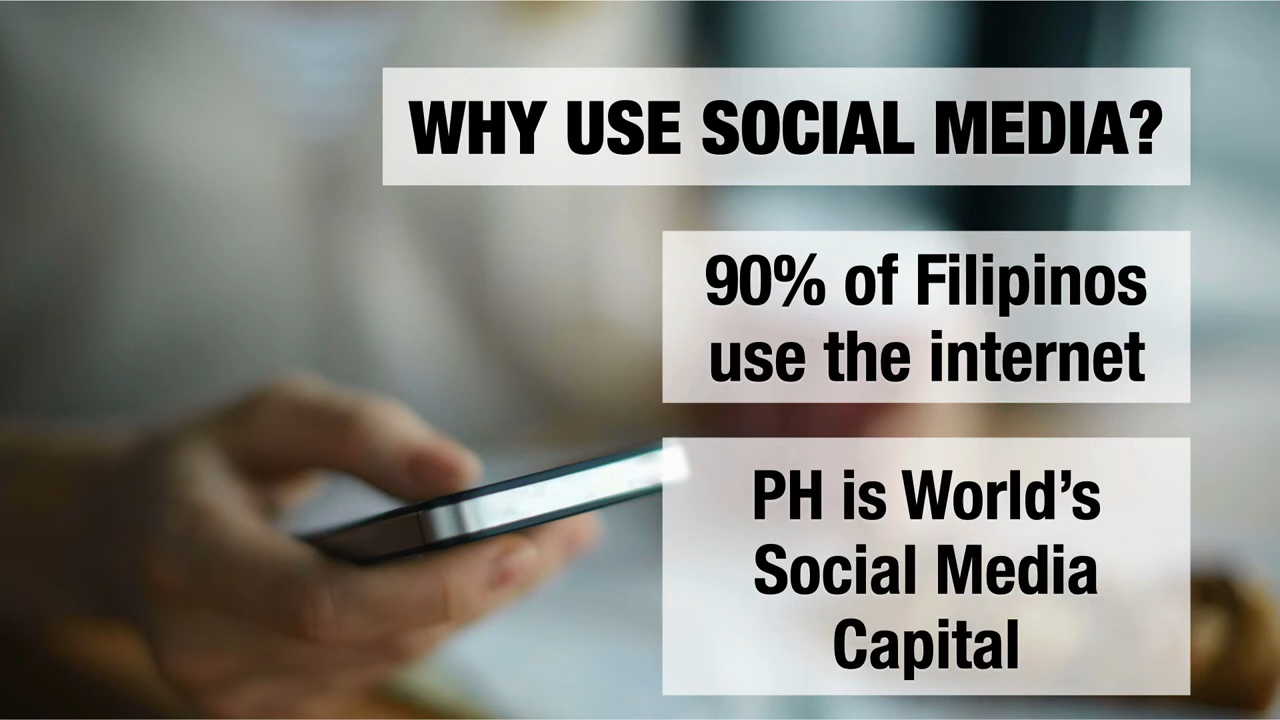 WHY USE SOCIAL MEDIA?
90% of Filipinos
use the internet
PH is World’s
Social Media
Capital